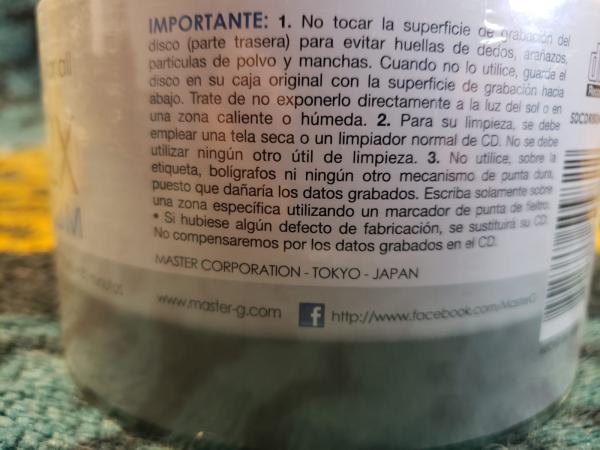 IMPORTANTE: 1. No tocar la superficie de grabación del
disco (parte trasera) para evitar huellas de dedos, arañazos,
particulas de polvo y manchas. Cuando no lo utilice, guarde el
disco en su caja original con la superficie de grabación hacia
abajo. Trate de no exponerlo directamente a la luz del sol o en
una zona caliente o húmeda. 2. Para su limpieza, se debe
emplear una tela seca o un limpiador normal de CD. No se debe
utilizar ningún otro útil de limpieza. 3. No utilice, sobre la
etiqueta, bolígrafos ni ningún otro mecanismo de punta dura,
puesto que dañaría los datos grabados. Escriba solamente sobre
una zona específica utilizando un marcador de punta de fieltro.
* Si hubiese algún defecto de fabricación, se sustituirá su CD.
No compensaremos por los datos grabados en el CD.
MASTER CORPORATION - TOKYO - JAPAN
www.master-g.com
f http://www.facebook.com/MasterG